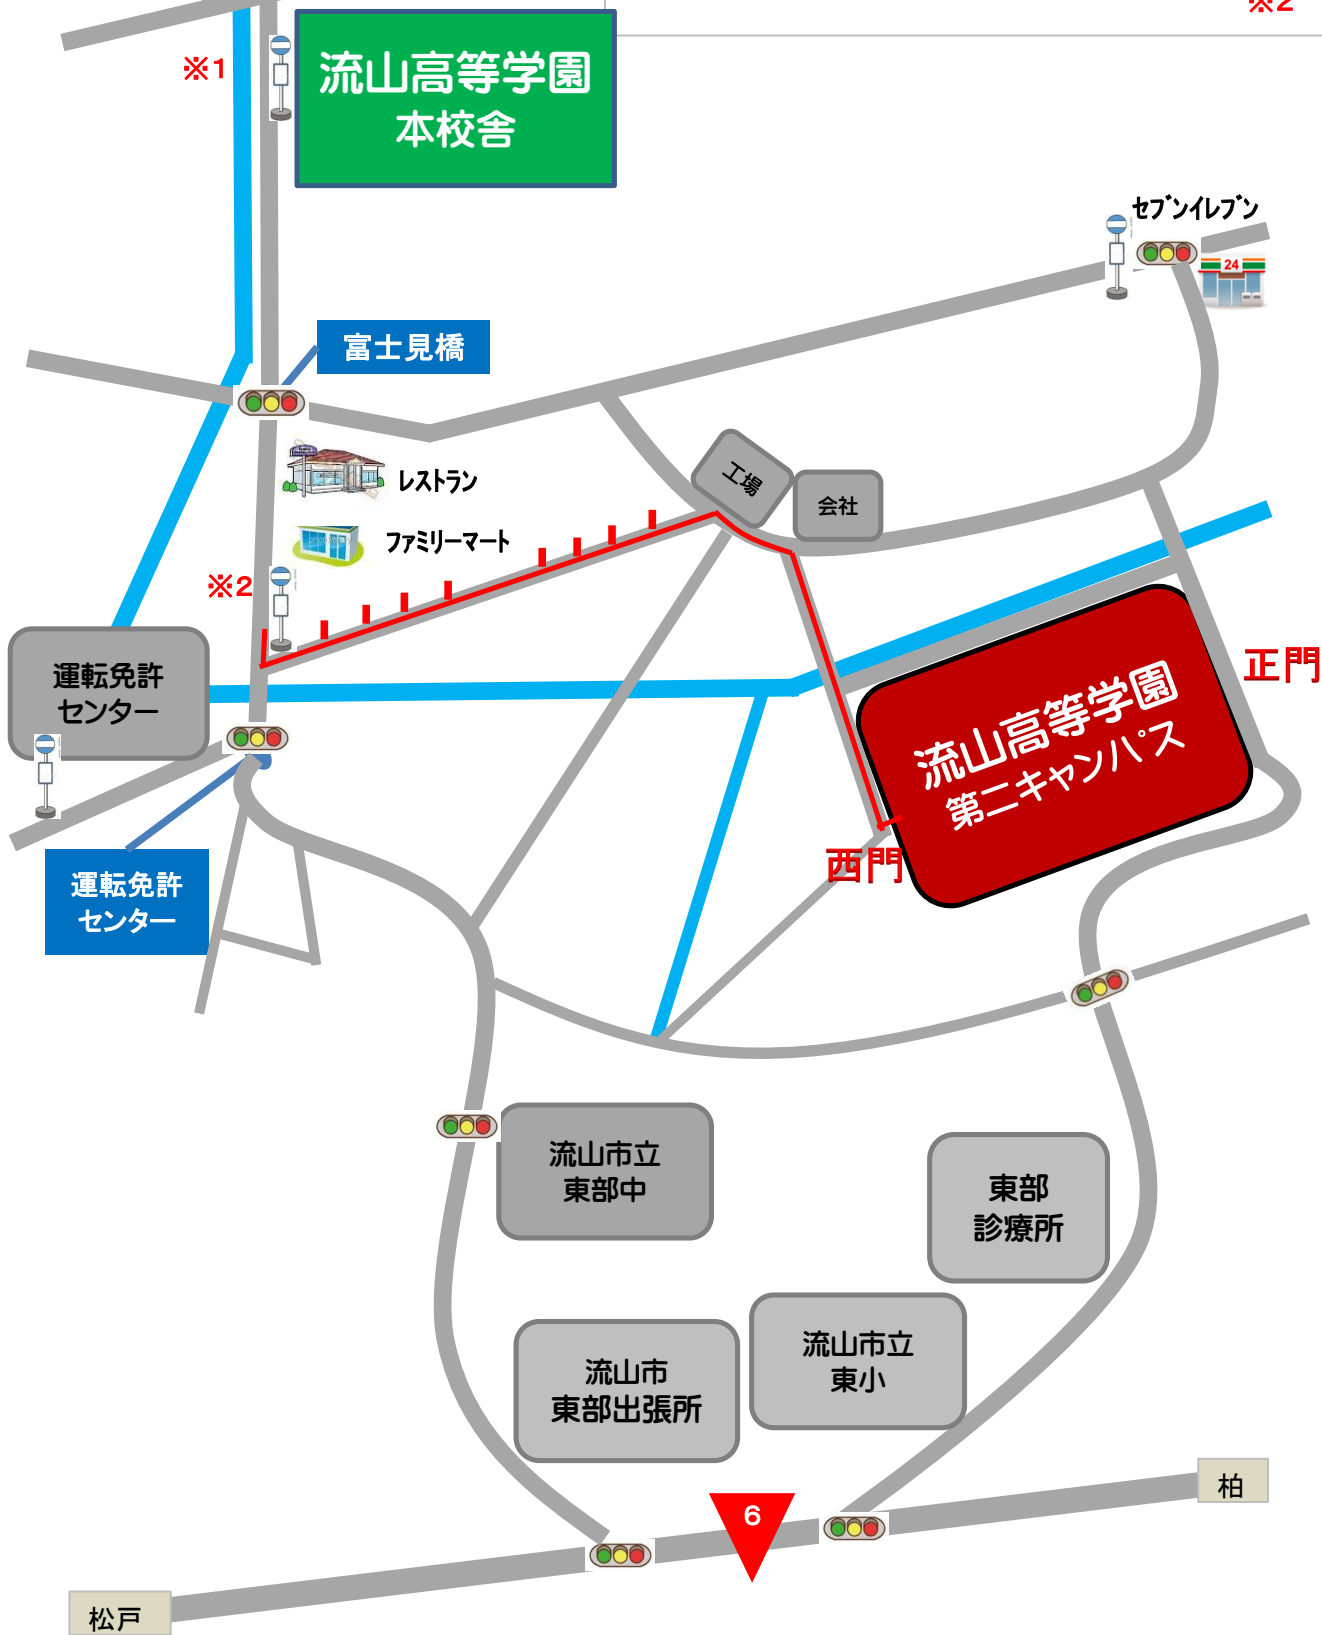 ※2
※1
流山高等学園
本校舎
セブンイレブン
24
富士見橋
レストラン
工場
会社
ファミリーマート
※2
運転免許
センター
正門
流山高等学園
第二キャンパス
西門
運転免許
センター
流山市立
東部中
東部
診療所
流山市立
東小
流山市
東部出張所
柏
6
松戸